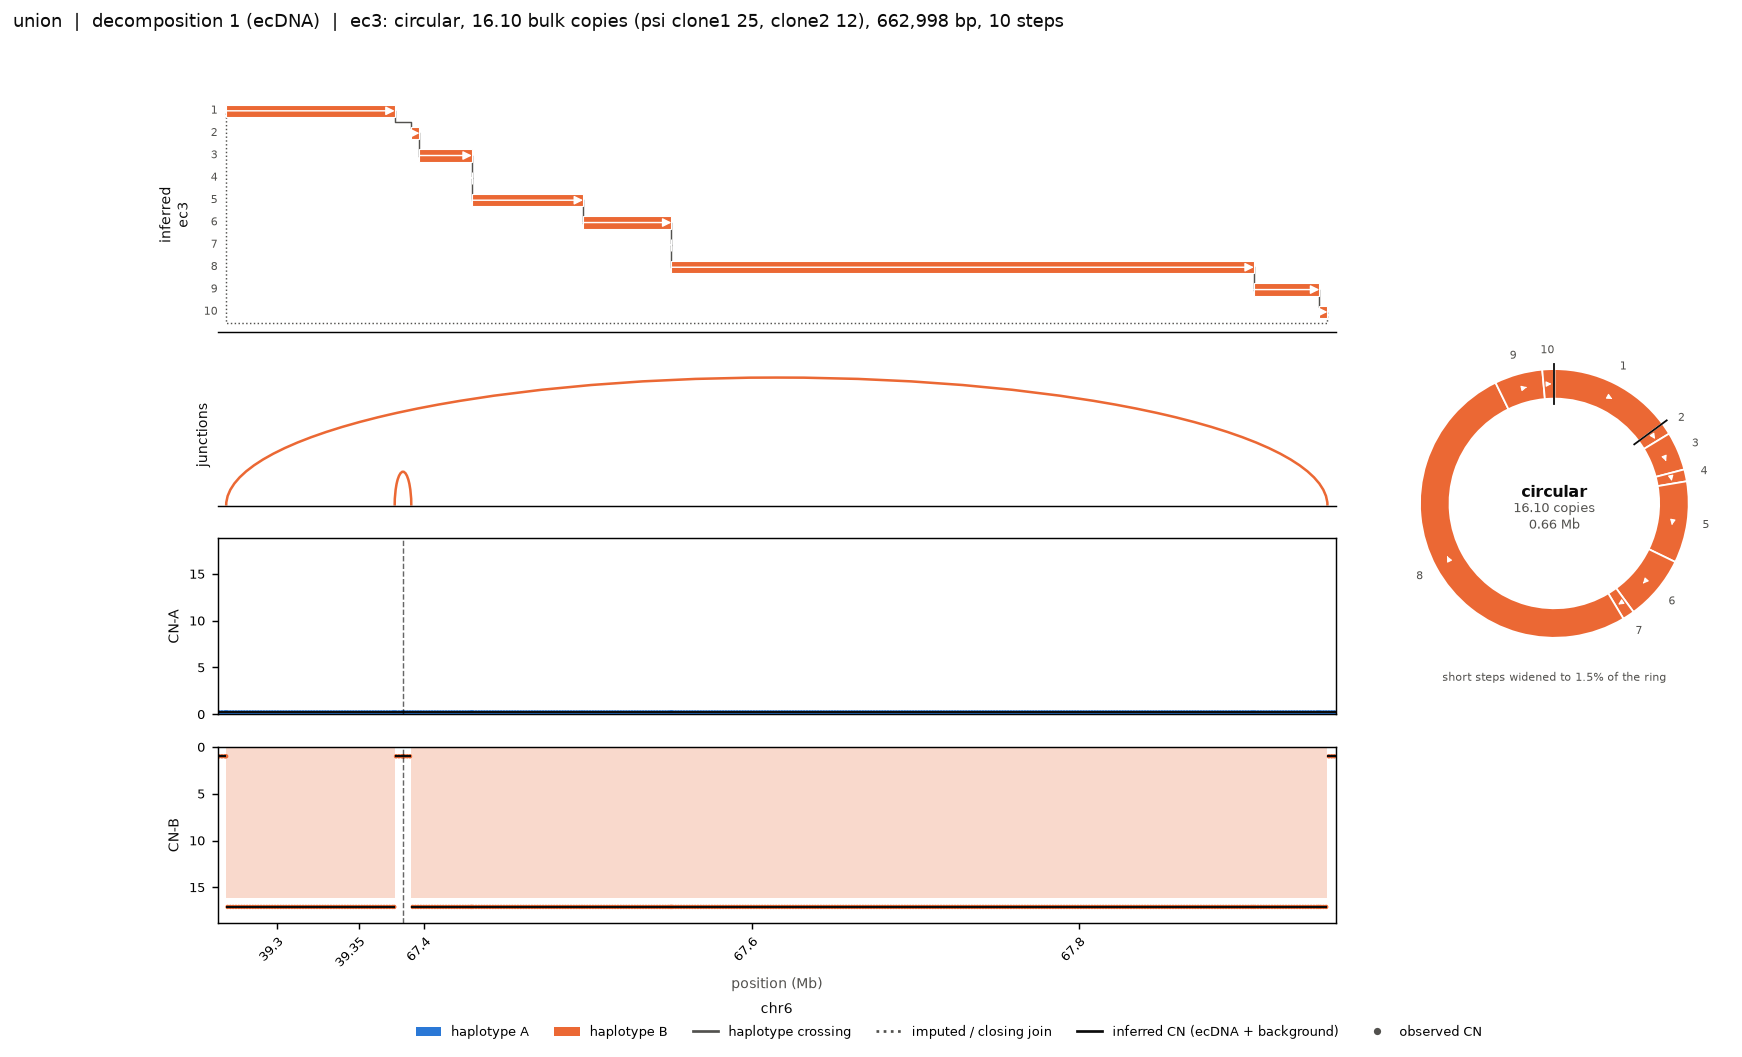 union  |  decomposition 1 (ecDNA)  |  ec3: circular, 16.10 bulk copies (psi clone1 25, clone2 12), 662,998 bp, 10 steps
inferred
ec3
1
2
3
4
5
6
7
8
9
10
junctions
CN-A
15
10
5
0
CN-B
0
5
10
15
39.3
39.35
67.4
67.6
67.8
position (Mb)
chr6
10
1
2
3
4
5
6
7
8
9
circular
16.10 copies
0.66 Mb
short steps widened to 1.5% of the ring
haplotype A
haplotype B
haplotype crossing
imputed / closing join
inferred CN (ecDNA + background)
observed CN